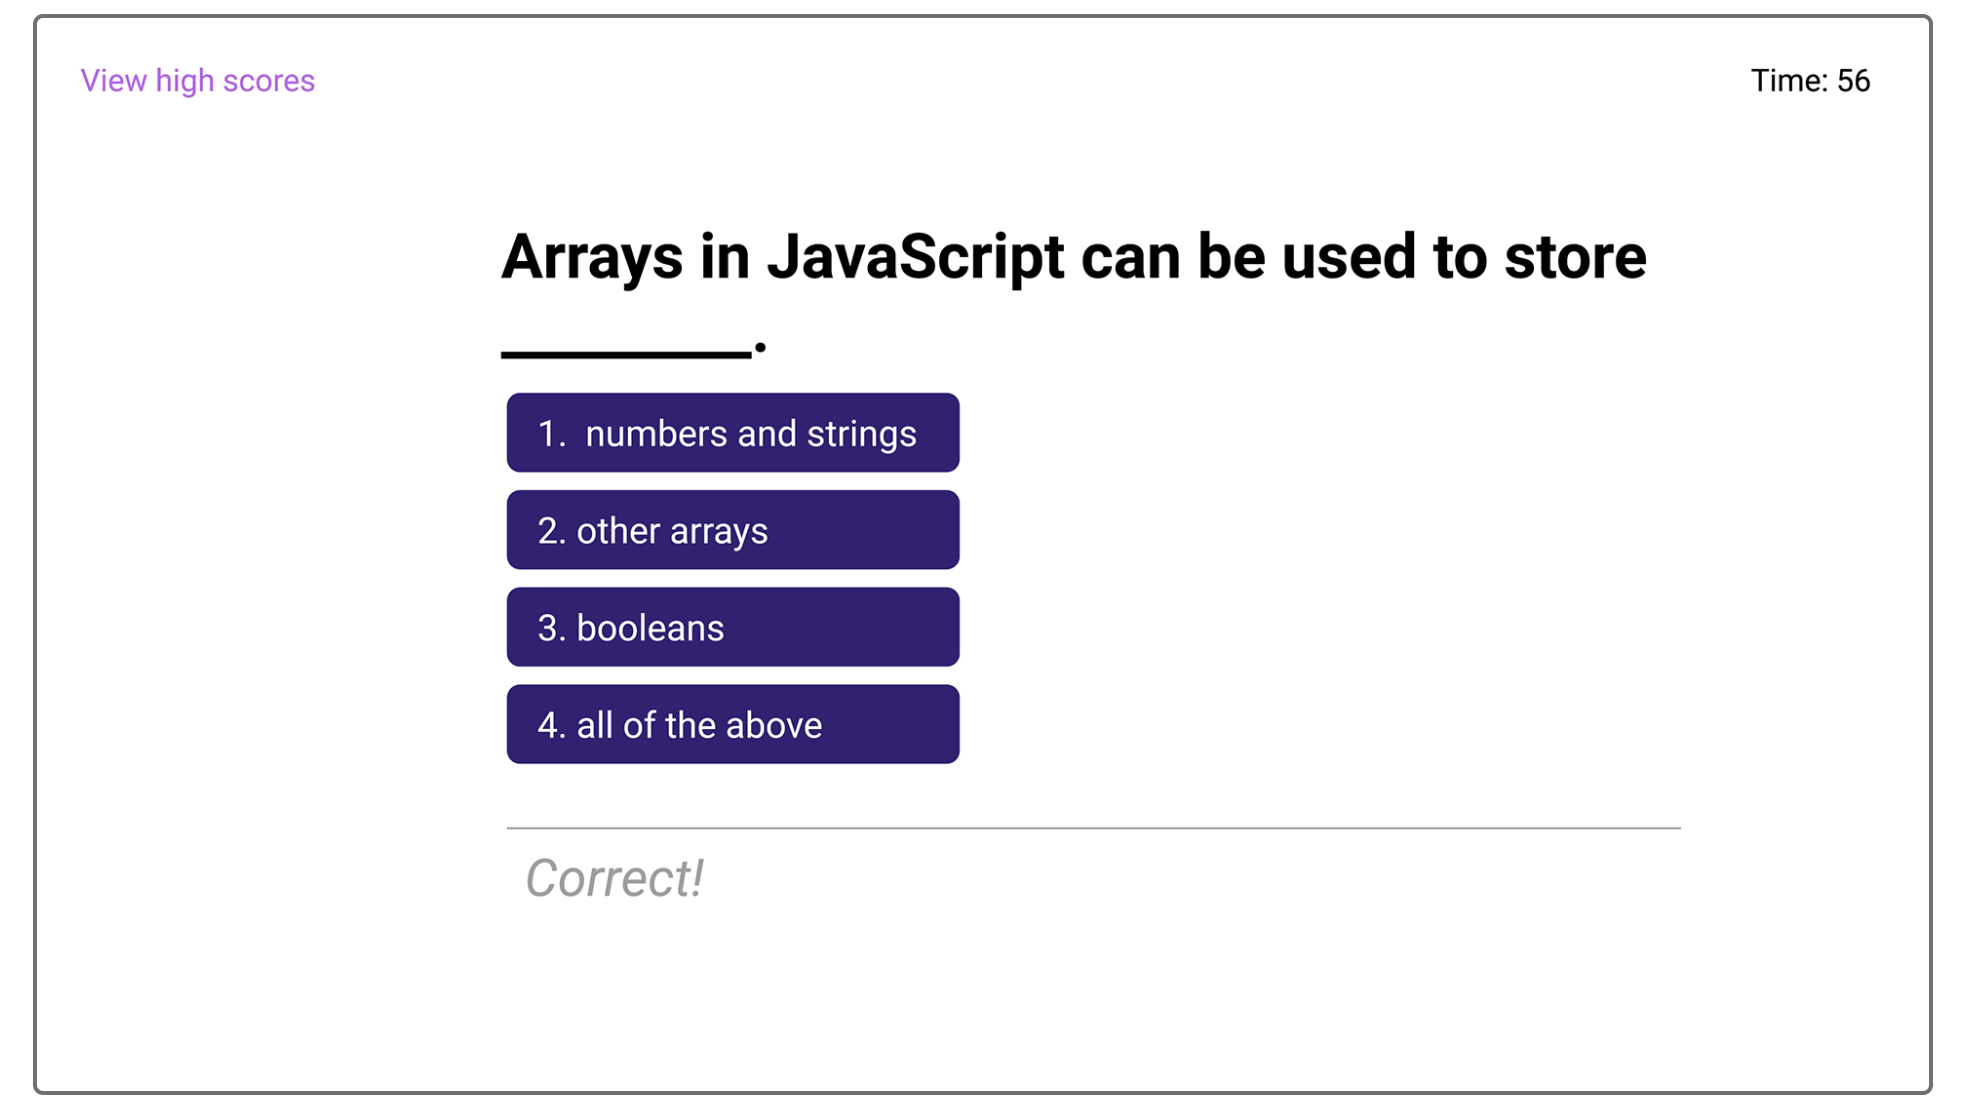 View high scores
Time: 56
Arrays in JavaScript can be used to store
________.
1. numbers and strings
2. other arrays
3. booleans
4. all of the above
Correct!